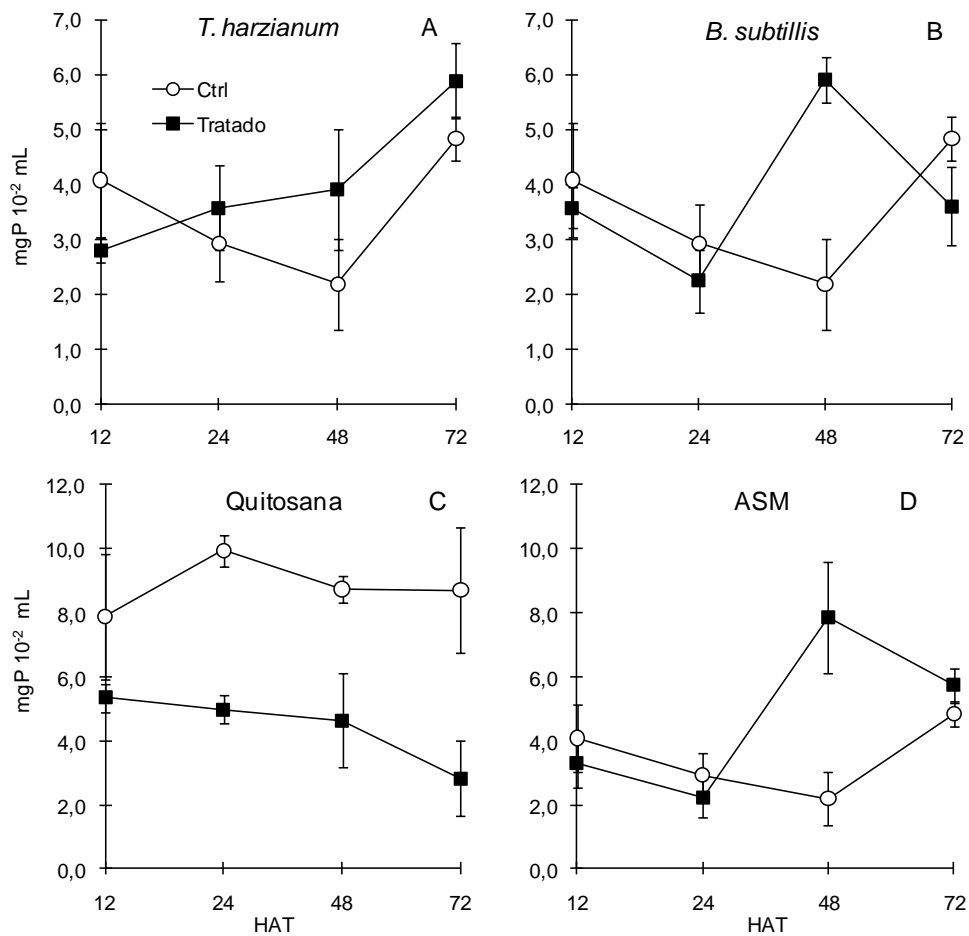 T. harzianum A
7,0
6,0
5,0
4,0
3,0
2,0
1,0
0,0
mgP 10⁻² mL
Ctrl
Tratado
12 24 48 72
B. subtillis B
7,0
6,0
5,0
4,0
3,0
2,0
1,0
0,0
12 24 48 72
Quitosana C
12,0
10,0
8,0
6,0
4,0
2,0
0,0
mgP 10⁻² mL
12 24 48 72
HAT
ASM D
12,0
10,0
8,0
6,0
4,0
2,0
0,0
12 24 48 72
HAT